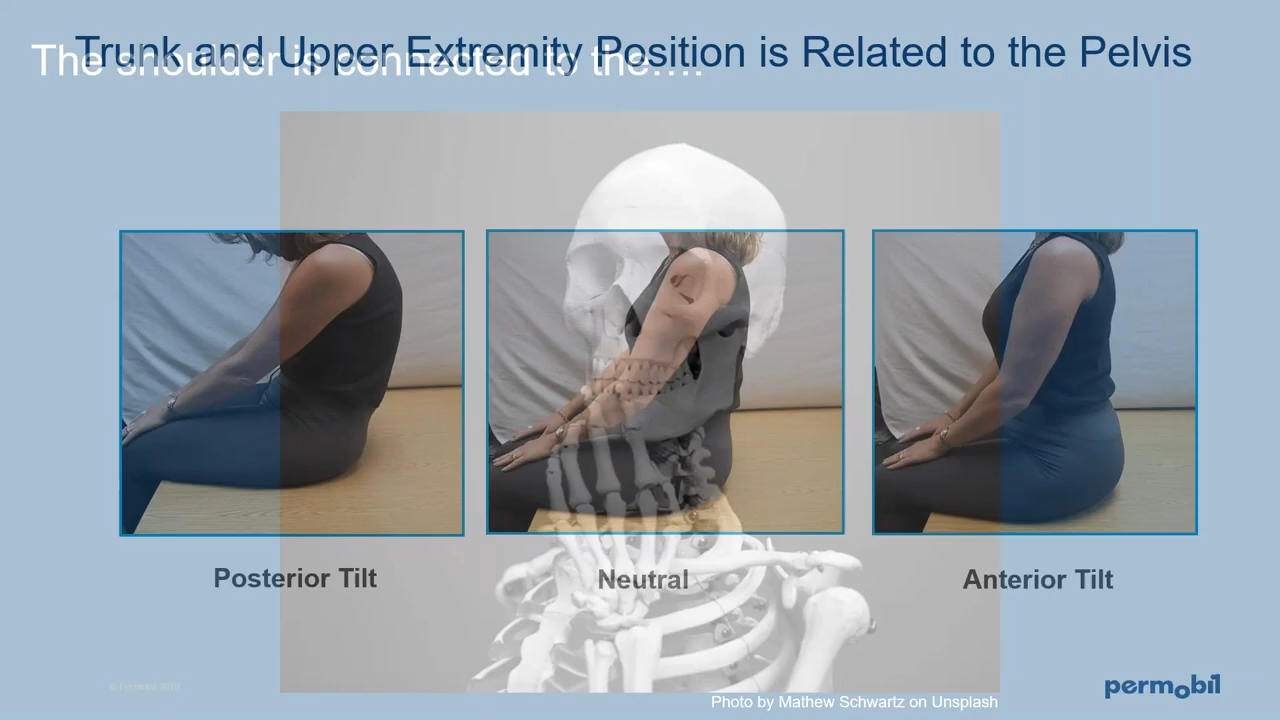 Trunk and Upper Extremity Position is Related to the Pelvis
The shoulder is connected to the....
Posterior Tilt
Neutral
Anterior Tilt
permobil
Photo by Mathew Schwartz on Unsplash